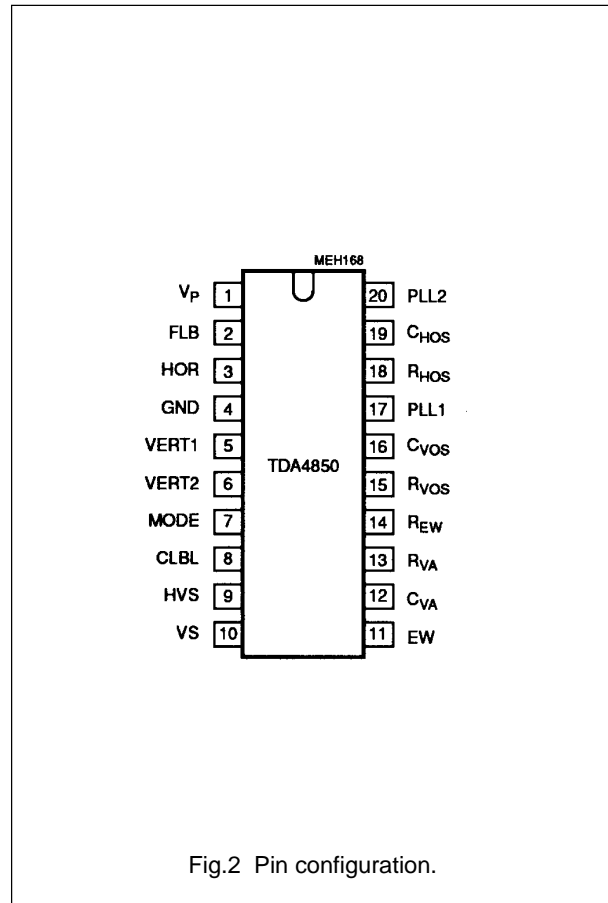 MEH168
VP 1
FLB 2
HOR 3
GND 4
VERT1 5
VERT2 6
MODE 7
CLBL 8
HVS 9
VS 10
TDA4850
20 PLL2
19 CHOS
18 RHOS
17 PLL1
16 CVOS
15 RVOS
14 REW
13 RVA
12 CVA
11 EW
Fig.2 Pin configuration.